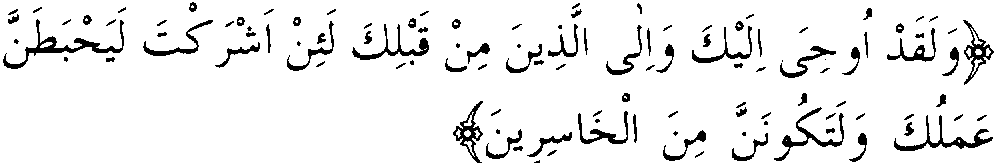 ﴿وَلَقَدْ اُوحِىَ اِلَيْكَ وَاِلٰى الَّذِينَ مِنْ قَبْلِكَ لَئِنْ اَشْرَكْتَ لَيَحْبَطَنَّ
عَمَلُكَ وَلَتَكُونَنَّ مِنَ الْخَاسِرِينَ﴾